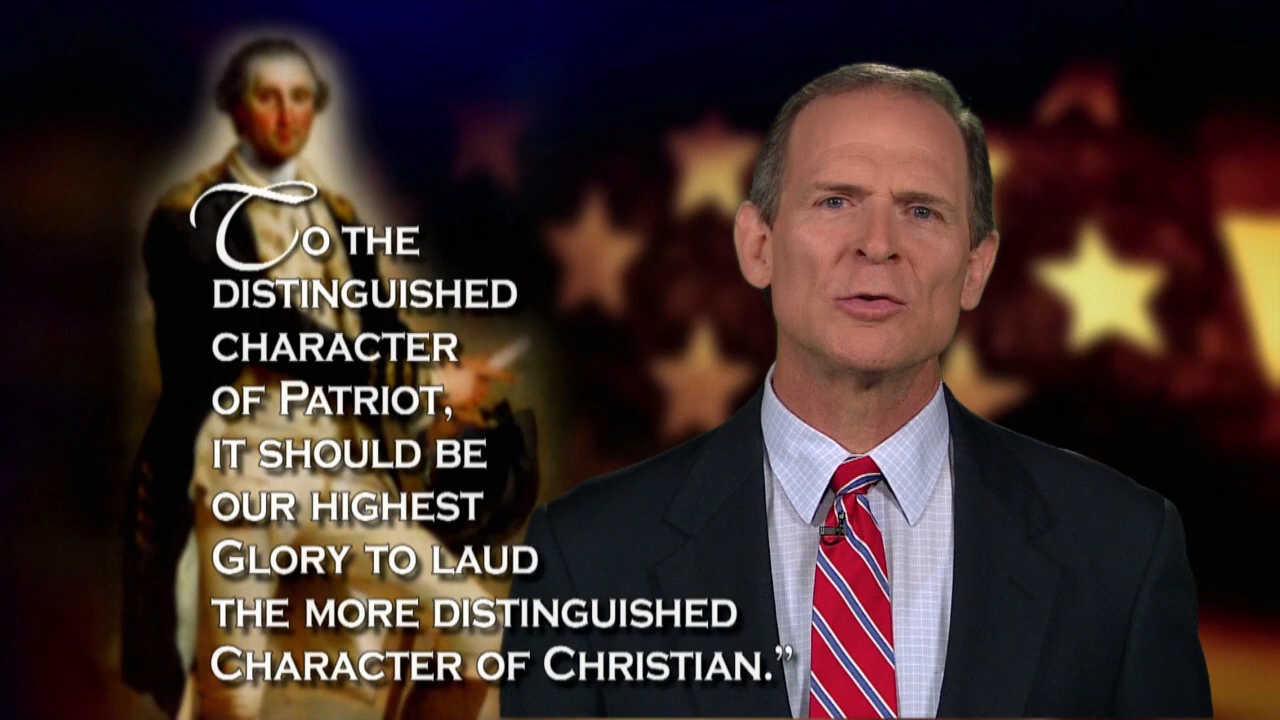 To the
distinguished
character
of Patriot,
it should be
our highest
Glory to laud
the more distinguished
Character of Christian.”